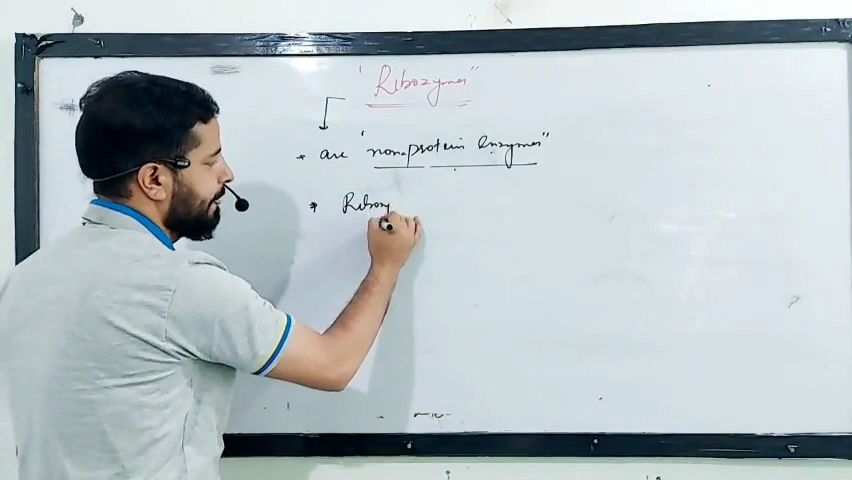 "Ribozymes"
* are "non-protein Enzymes"
* Riboz